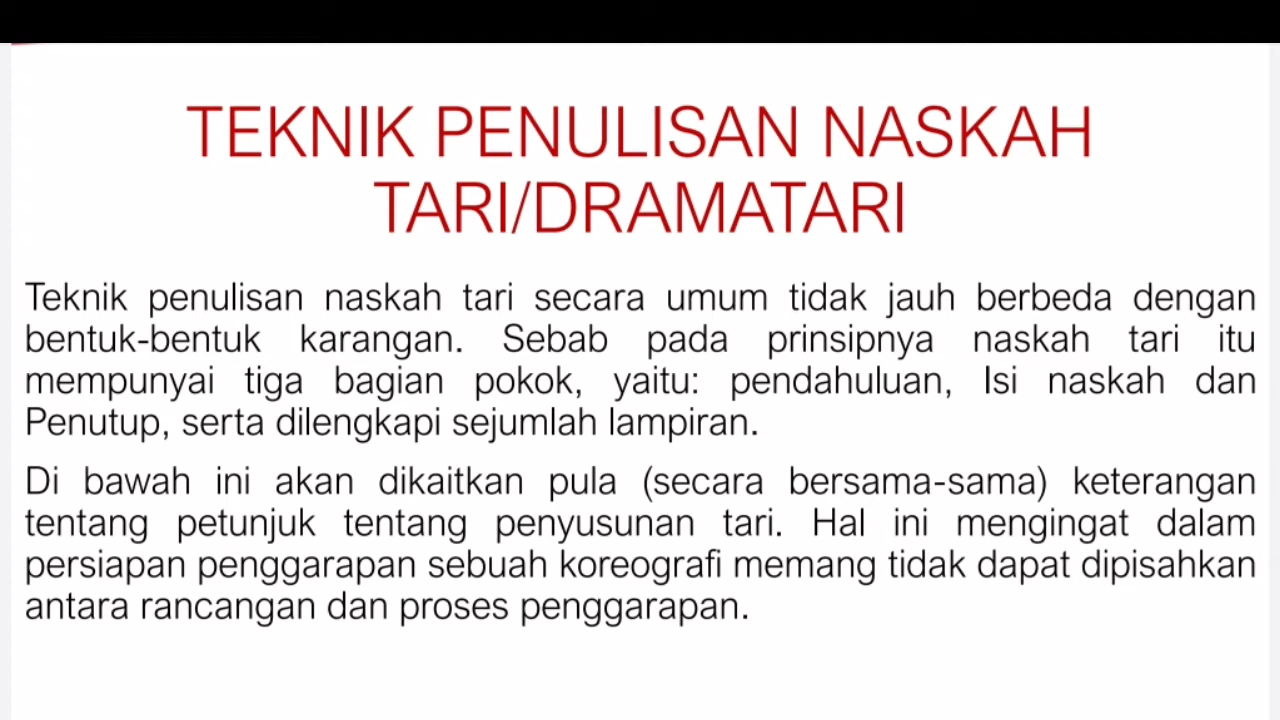 TEKNIK PENULISAN NASKAH
TARI/DRAMATARI
Teknik penulisan naskah tari secara umum tidak jauh berbeda dengan
bentuk-bentuk karangan. Sebab pada prinsipnya naskah tari itu
mempunyai tiga bagian pokok, yaitu: pendahuluan, Isi naskah dan
Penutup, serta dilengkapi sejumlah lampiran.
Di bawah ini akan dikaitkan pula (secara bersama-sama) keterangan
tentang petunjuk tentang penyusunan tari. Hal ini mengingat dalam
persiapan penggarapan sebuah koreografi memang tidak dapat dipisahkan
antara rancangan dan proses penggarapan.